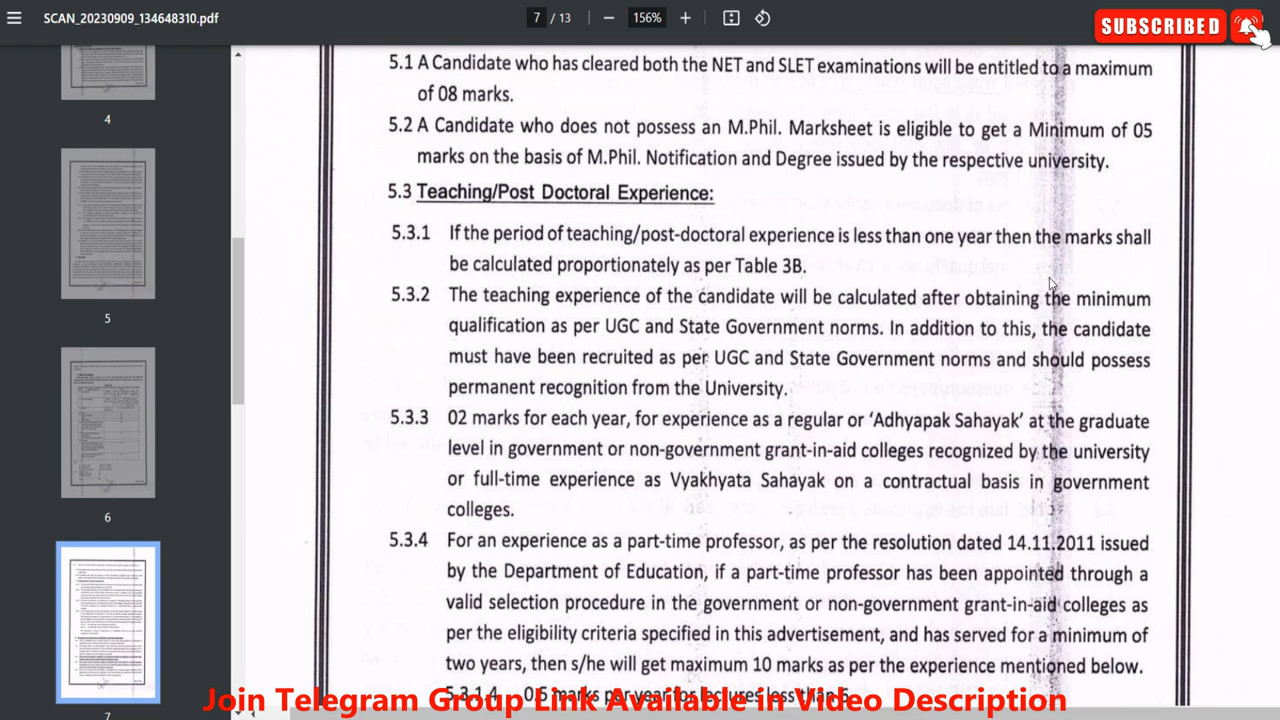 SCAN_20230909_134648310.pdf
7 / 13
156%
SUBSCRIBED
4
5
6
7
5.1 A Candidate who has cleared both the NET and SLET examinations will be entitled to a maximum
of 08 marks.
5.2 A Candidate who does not possess an M.Phil. Marksheet is eligible to get a Minimum of 05
marks on the basis of M.Phil. Notification and Degree issued by the respective university.
5.3 Teaching/Post Doctoral Experience:
5.3.1 If the period of teaching/post-doctoral experience is less than one year then the marks shall
be calculated proportionately as per Table 3B.
5.3.2 The teaching experience of the candidate will be calculated after obtaining the minimum
qualification as per UGC and State Government norms. In addition to this, the candidate
must have been recruited as per UGC and State Government norms and should possess
permanent recognition from the University.
5.3.3 02 marks for each year, for experience as a regular or ‘Adhyapak Sahayak’ at the graduate
level in government or non-government grant-in-aid colleges recognized by the university
or full-time experience as Vyakhyata Sahayak on a contractual basis in government
colleges.
5.3.4 For an experience as a part-time professor, as per the resolution dated 14.11.2011 issued
by the Department of Education, if a part-time professor has been appointed through a
valid selection procedure in the government or non-government grant-in-aid colleges as
per the eligibility criteria specified in this advertisement, and has served for a minimum of
two years, then s/he will get maximum 10 marks as per the experience mentioned below.
5.3.1.4 0.5 marks per year for lectures less than 5
Join Telegram Group Link Available in Video Description